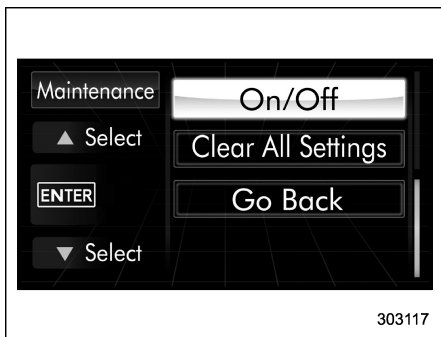 Maintenance
▲ Select
ENTER
▼ Select
On/Off
Clear All Settings
Go Back
303117